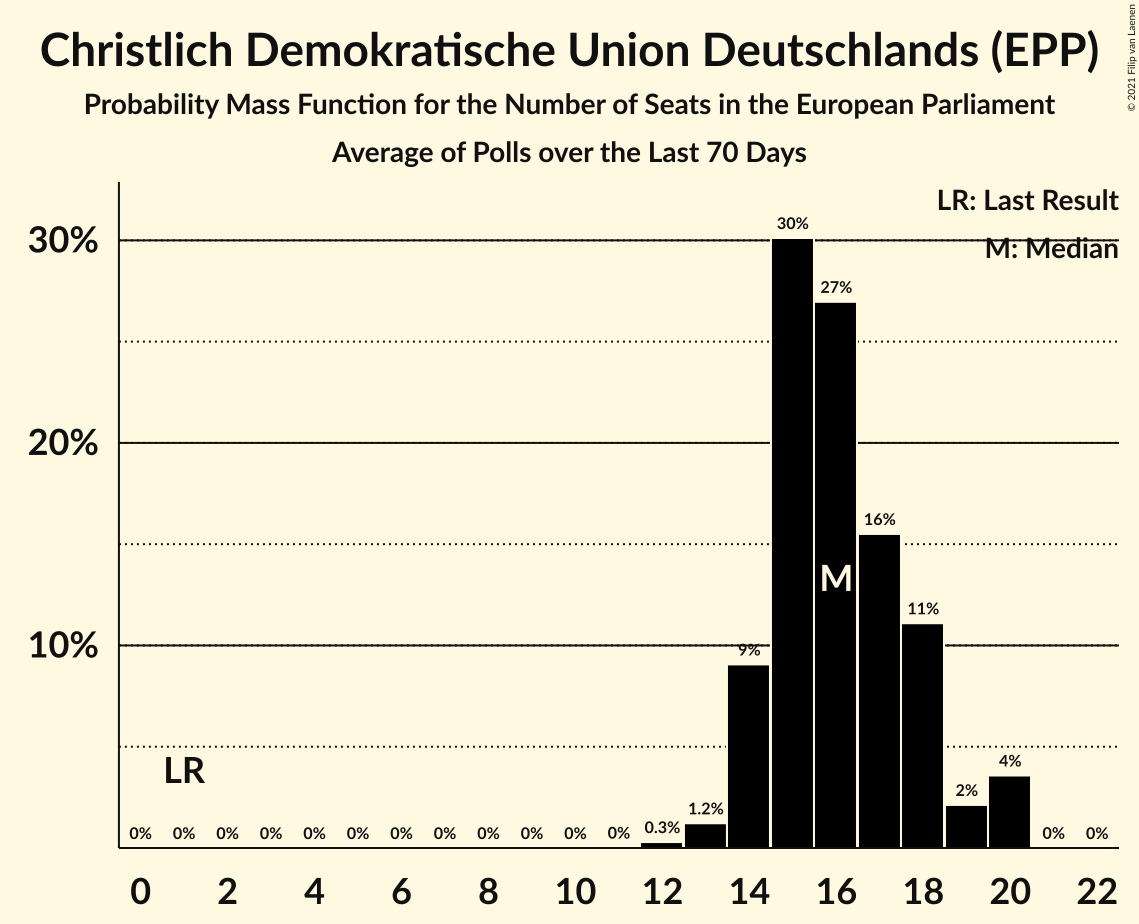 Christlich Demokratische Union Deutschlands (EPP)
Probability Mass Function for the Number of Seats in the European Parliament
Average of Polls over the Last 70 Days
© 2021 Filip van Laenen
LR: Last Result
M: Median
30%
20%
10%
30%
27%
16%
M
11%
9%
LR
4%
2%
1.2%
0.3%
0% 0% 0% 0% 0% 0% 0% 0% 0% 0% 0% 0% 0% 0%
0 2 4 6 8 10 12 14 16 18 20 22